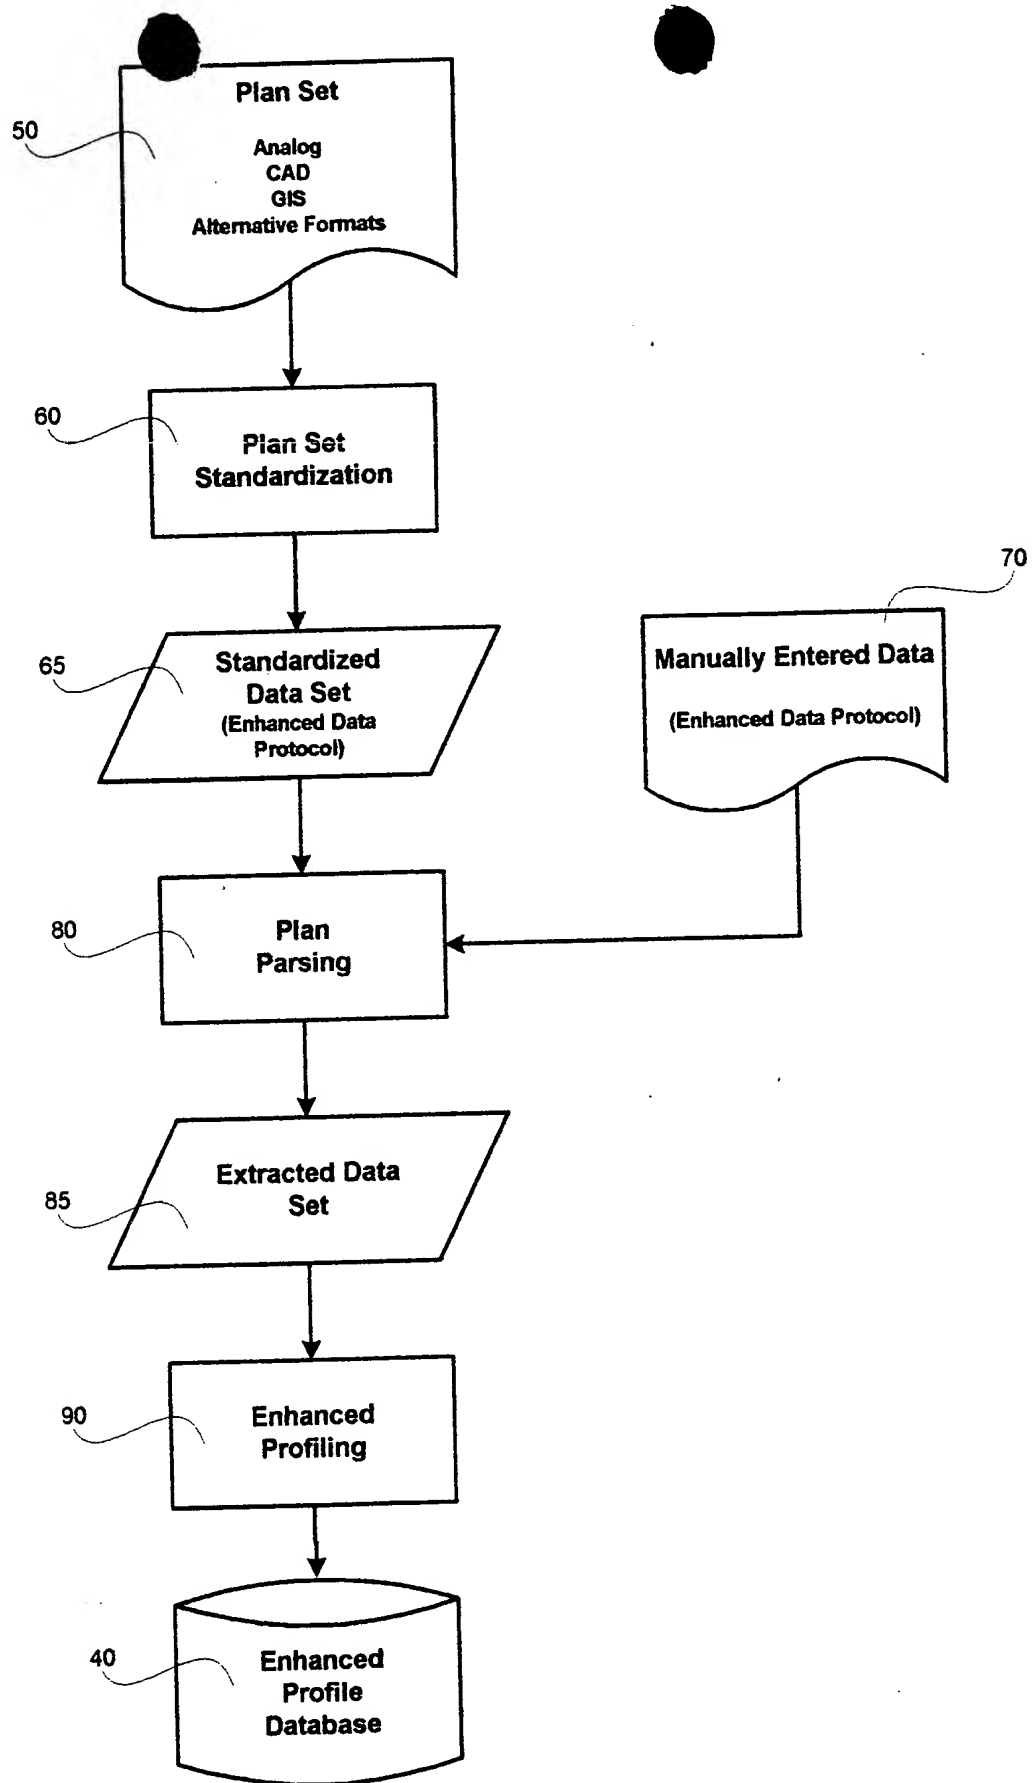 Plan Set
50
Analog
CAD
GIS
Alternative Formats
60
Plan Set
Standardization
70
65
Standardized
Data Set
(Enhanced Data
Protocol)
Manually Entered Data
(Enhanced Data Protocol)
80
Plan
Parsing
85
Extracted Data
Set
90
Enhanced
Profiling
40
Enhanced
Profile
Database